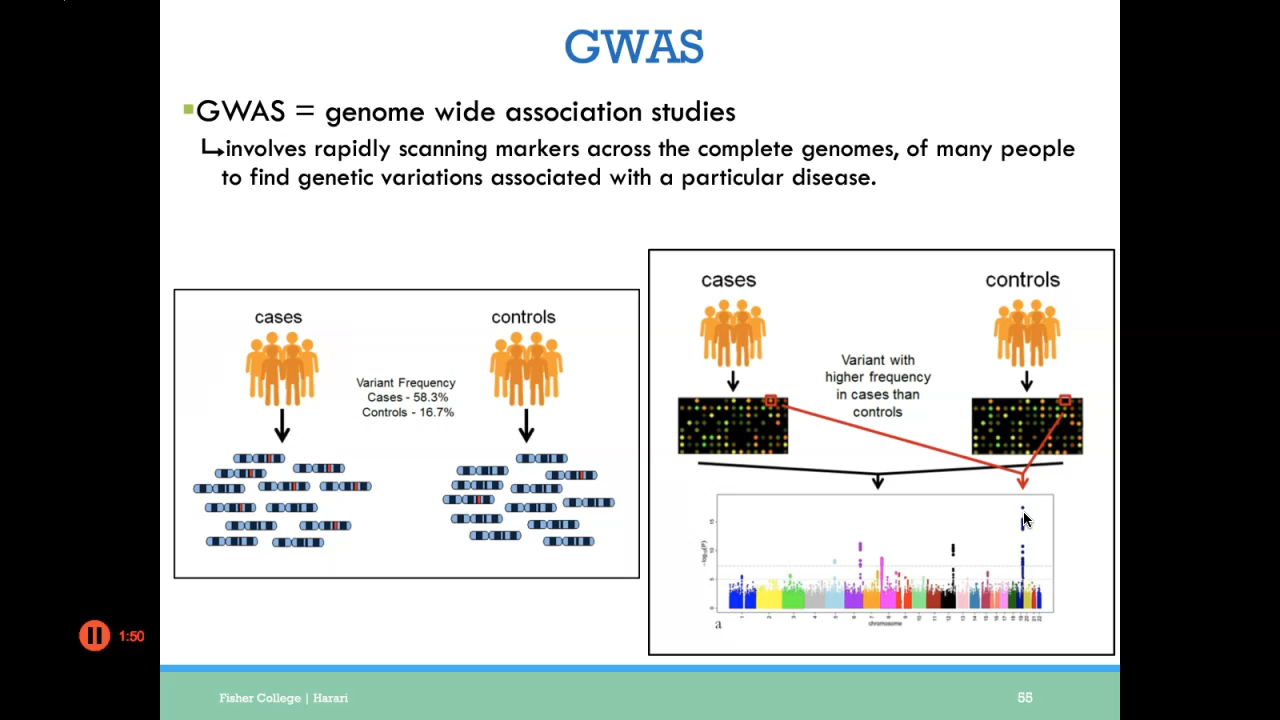 GWAS
GWAS = genome wide association studies
involves rapidly scanning markers across the complete genomes, of many people
to find genetic variations associated with a particular disease.
cases
controls
Variant Frequency
Cases - 58.3%
Controls - 16.7%
cases
controls
Variant with
higher frequency
in cases than
controls
a
chromosome
1:50
Fisher College | Harari
55